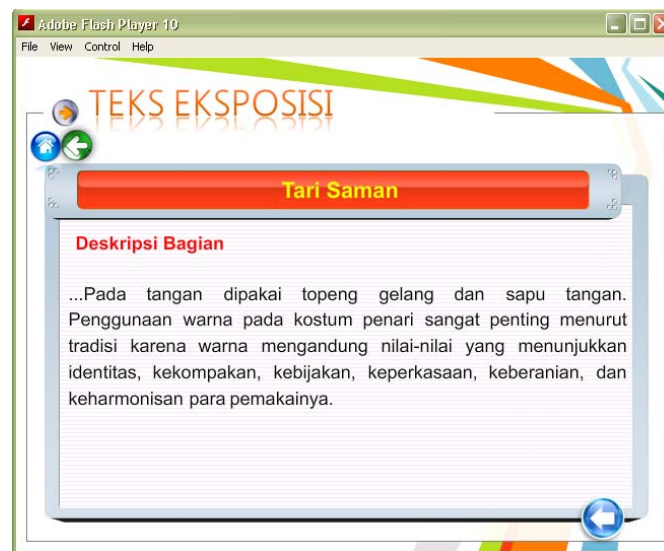 Adobe Flash Player 10
File View Control Help
TEKS EKSPOSISI
Tari Saman
Deskripsi Bagian
...Pada tangan dipakai topeng gelang dan sapu tangan.
Penggunaan warna pada kostum penari sangat penting menurut
tradisi karena warna mengandung nilai-nilai yang menunjukkan
identitas, kekompakan, kebijakan, keperkasaan, keberanian, dan
keharmonisan para pemakainya.